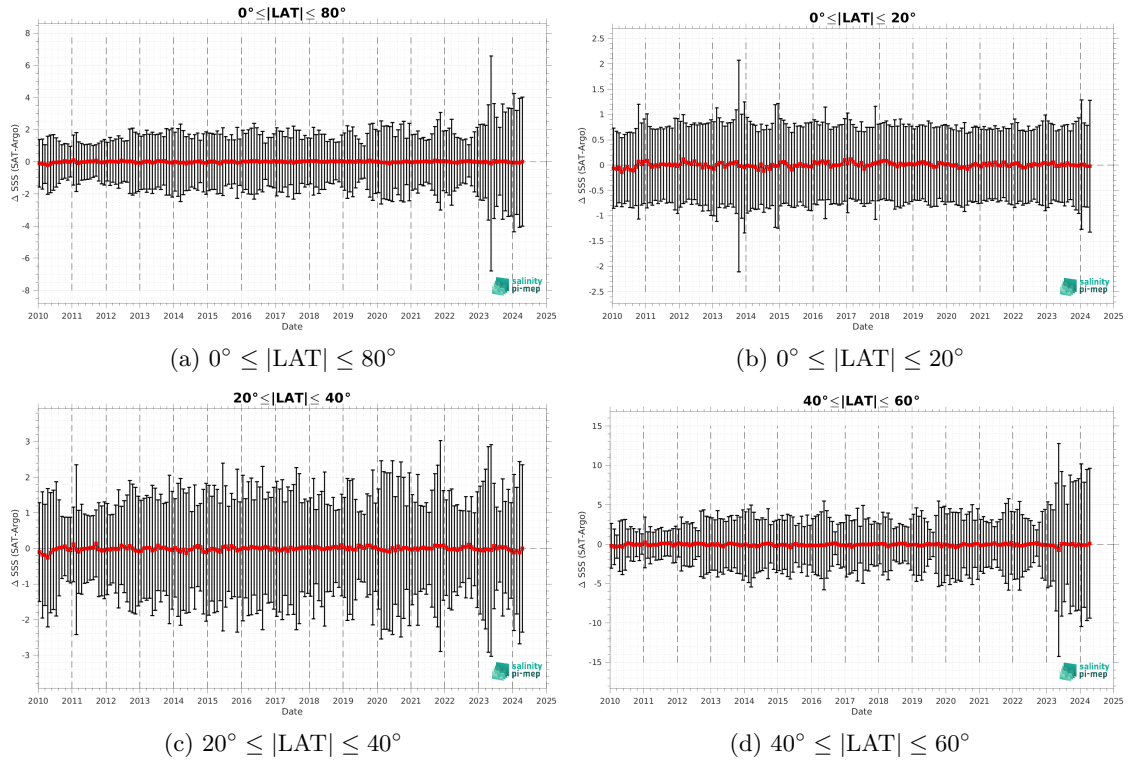 0°≤|LAT|≤ 80°
Δ SSS (SAT-Argo)
8
6
4
2
0
-2
-4
-6
-8
2010 2011 2012 2013 2014 2015 2016 2017 2018 2019 2020 2021 2022 2023 2024 2025
Date
salinity
pi-mep
(a) 0° ≤ |LAT| ≤ 80°
0°≤|LAT|≤ 20°
Δ SSS (SAT-Argo)
2.5
2
1.5
1
0.5
0
-0.5
-1
-1.5
-2
-2.5
2010 2011 2012 2013 2014 2015 2016 2017 2018 2019 2020 2021 2022 2023 2024 2025
Date
salinity
pi-mep
(b) 0° ≤ |LAT| ≤ 20°
20°≤|LAT|≤ 40°
Δ SSS (SAT-Argo)
3
2
1
0
-1
-2
-3
2010 2011 2012 2013 2014 2015 2016 2017 2018 2019 2020 2021 2022 2023 2024 2025
Date
salinity
pi-mep
(c) 20° ≤ |LAT| ≤ 40°
40°≤|LAT|≤ 60°
Δ SSS (SAT-Argo)
15
10
5
0
-5
-10
-15
2010 2011 2012 2013 2014 2015 2016 2017 2018 2019 2020 2021 2022 2023 2024 2025
Date
salinity
pi-mep
(d) 40° ≤ |LAT| ≤ 60°